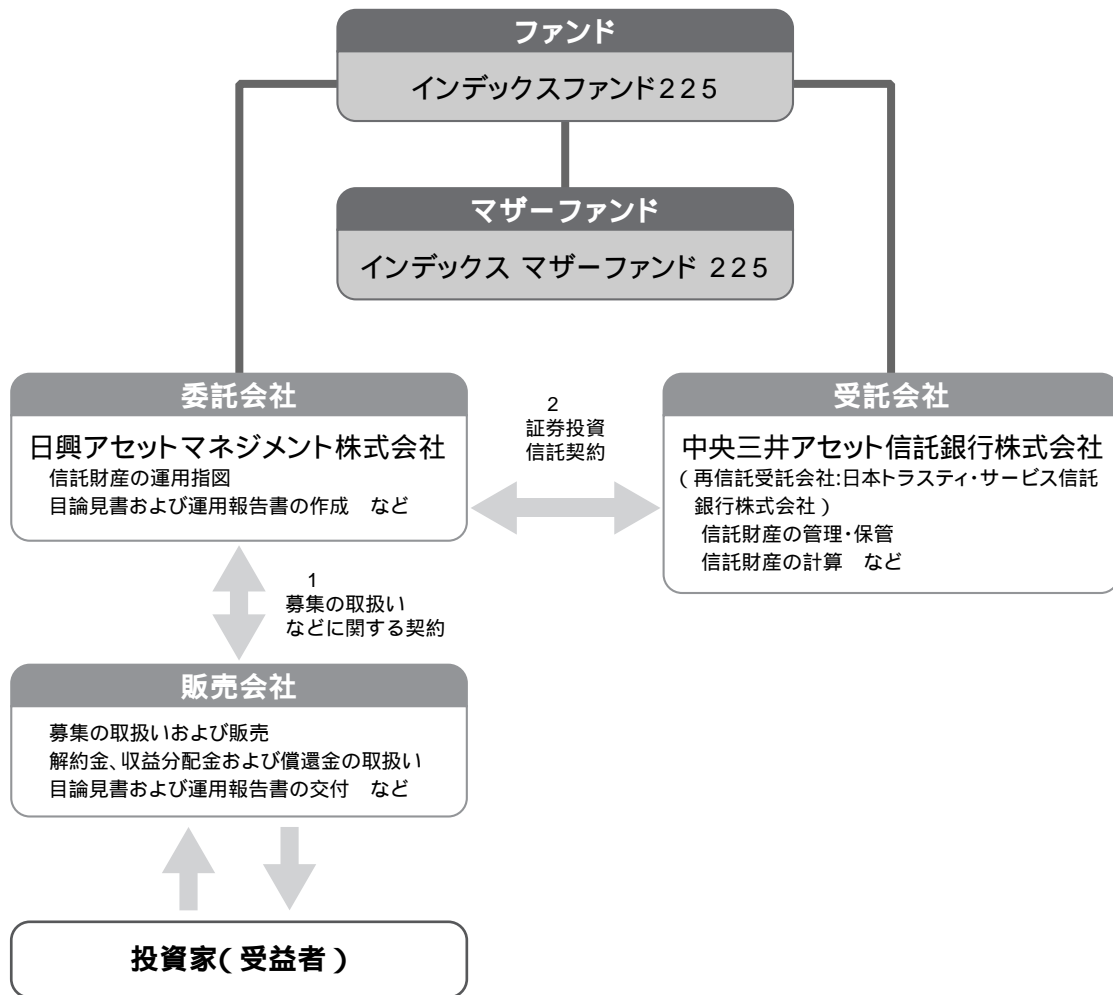 ファンド
インデックスファンド225
マザーファンド
インデックス マザーファンド 225
委託会社
日興アセットマネジメント株式会社
信託財産の運用指図
目論見書および運用報告書の作成　など
2
証券投資
信託契約
受託会社
中央三井アセット信託銀行株式会社
(再信託受託会社:日本トラスティ・サービス信託
銀行株式会社)
信託財産の管理・保管
信託財産の計算　など
1
募集の取扱い
などに関する契約
販売会社
募集の取扱いおよび販売
解約金、収益分配金および償還金の取扱い
目論見書および運用報告書の交付　など
投資家(受益者)